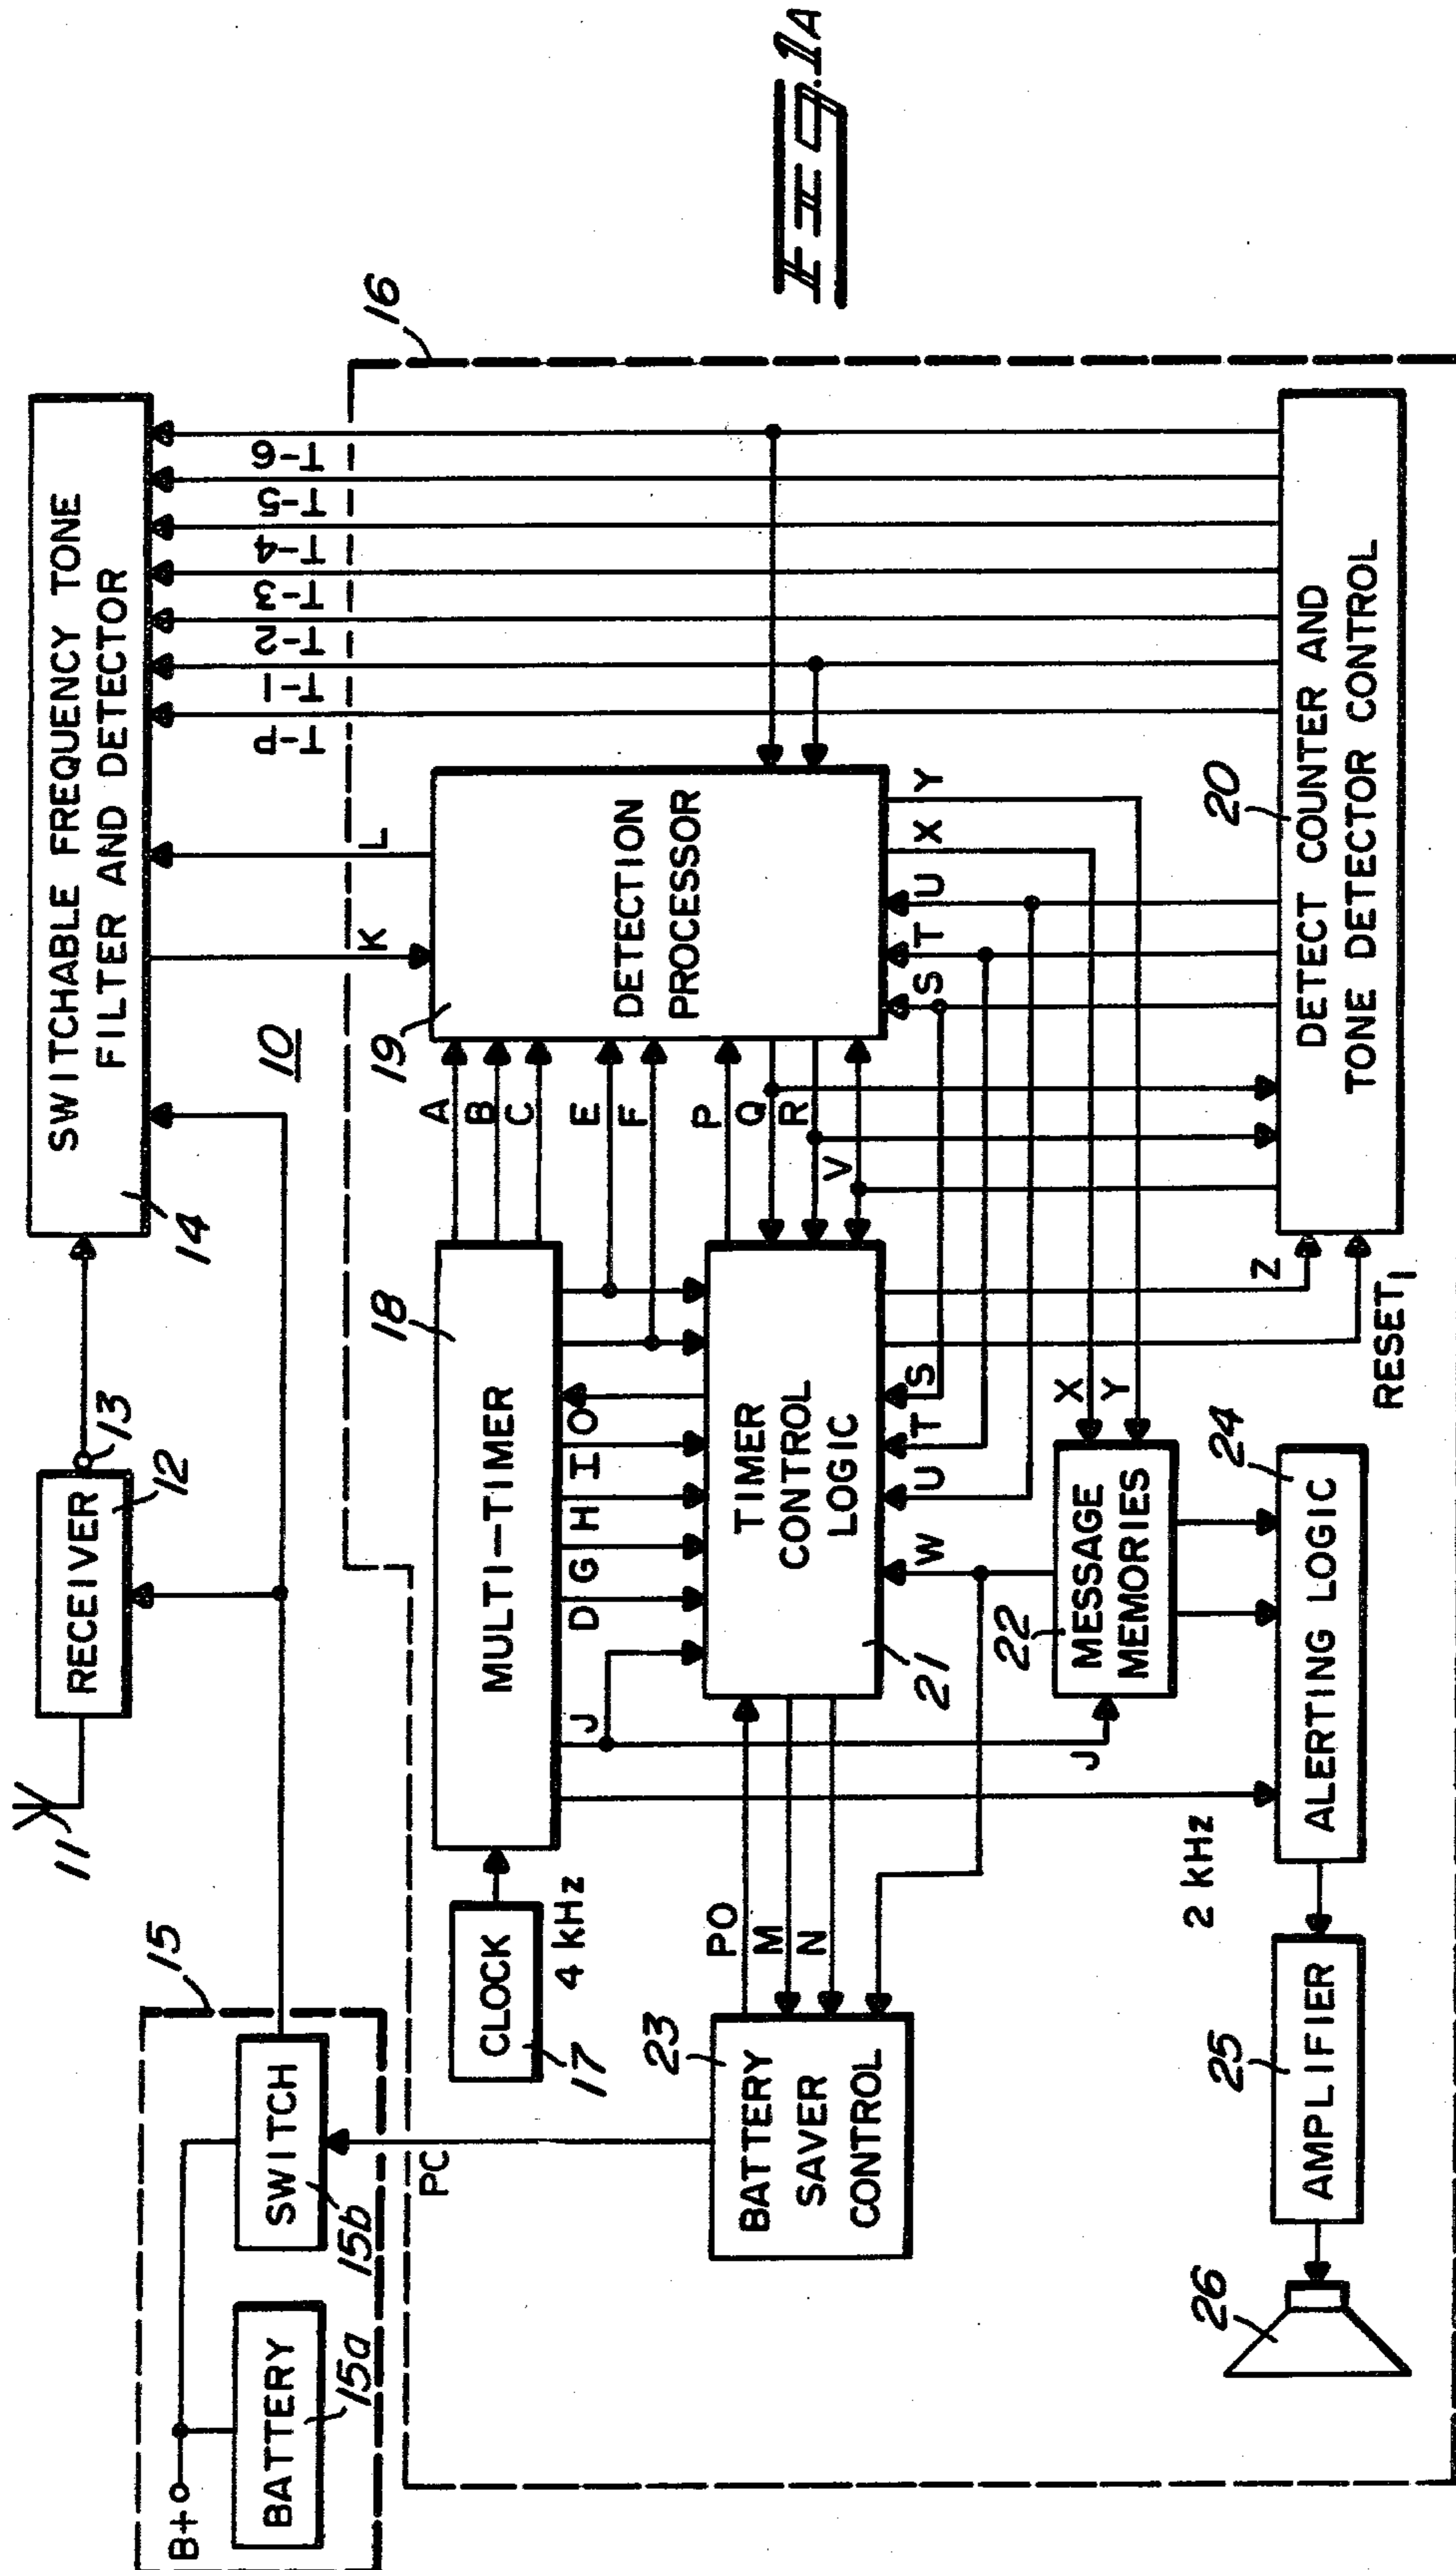 B+
BATTERY
15a
SWITCH
15b
15
11
RECEIVER
12
13
SWITCHABLE FREQUENCY TONE
FILTER AND DETECTOR
14
10
PC
CLOCK
17
4 kHz
MULTI-TIMER
18
A
B
C
E
F
K
L
T-P
T-1
T-2
T-3
T-4
T-5
T-6
16
19
DETECTION
PROCESSOR
J
D
G
H
I
O
P
Q
R
V
23
BATTERY
SAVER
CONTROL
PO
M
N
TIMER
CONTROL
LOGIC
21
W
U
T
S
S
T
U
X
Y
22
MESSAGE
MEMORIES
J
X
Y
Z
RESET1
20
DETECT COUNTER AND
TONE DETECTOR CONTROL
26
25
AMPLIFIER
2 kHz
24
ALERTING LOGIC
Fig. 1A